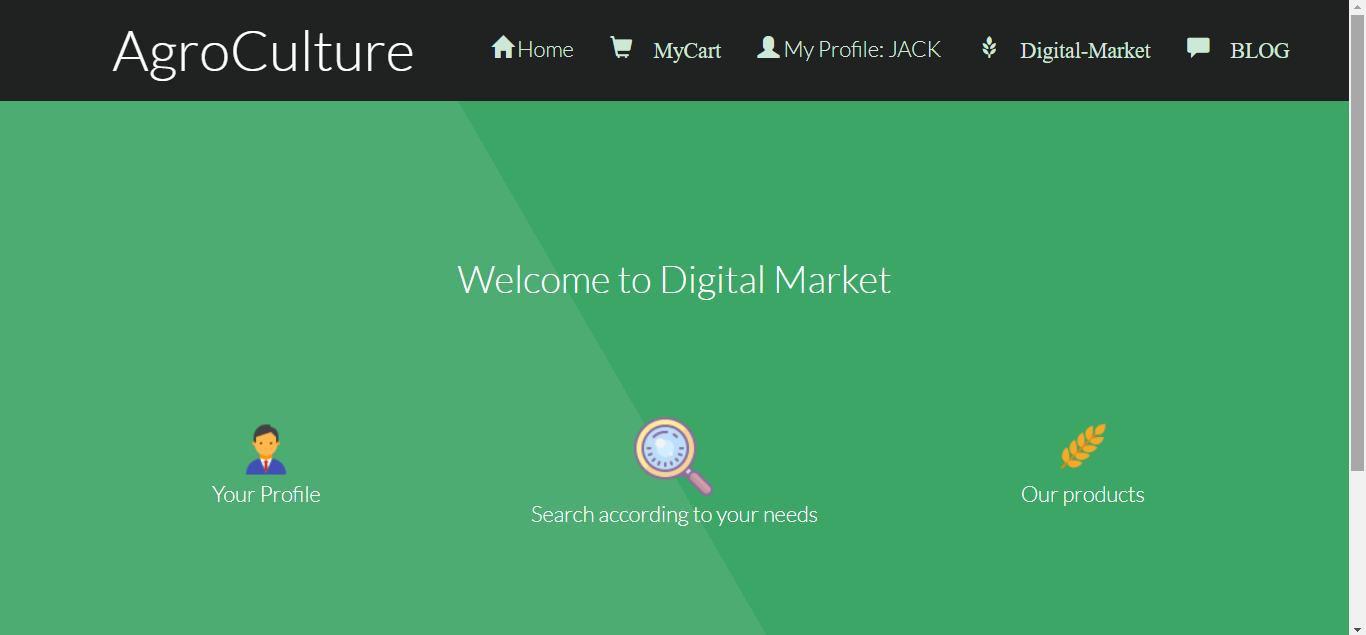 AgroCulture
Home MyCart My Profile: JACK Digital-Market BLOG
Welcome to Digital Market
Your Profile
Search according to your needs
Our products